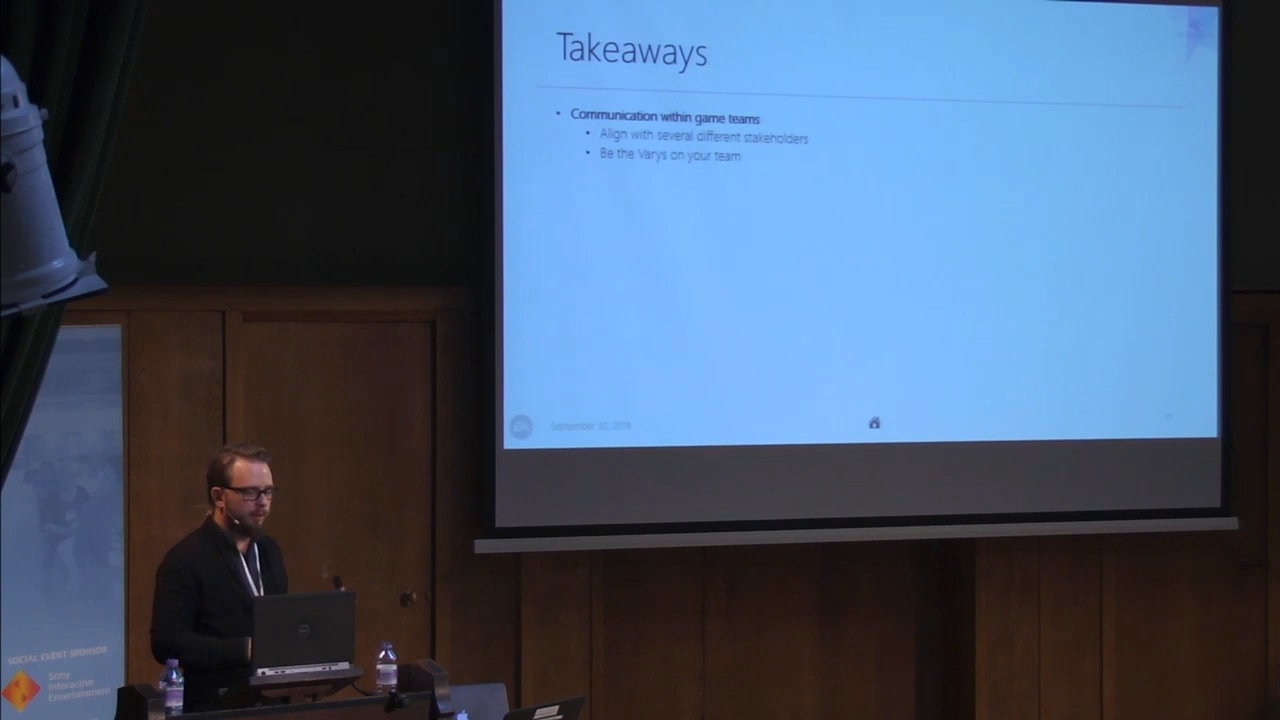 Takeaways
• Communication within game teams
• Align with several different stakeholders
• Be the Varys on your team
EA
SOCIAL EVENT SPONSOR
Sony
Interactive
Entertainment